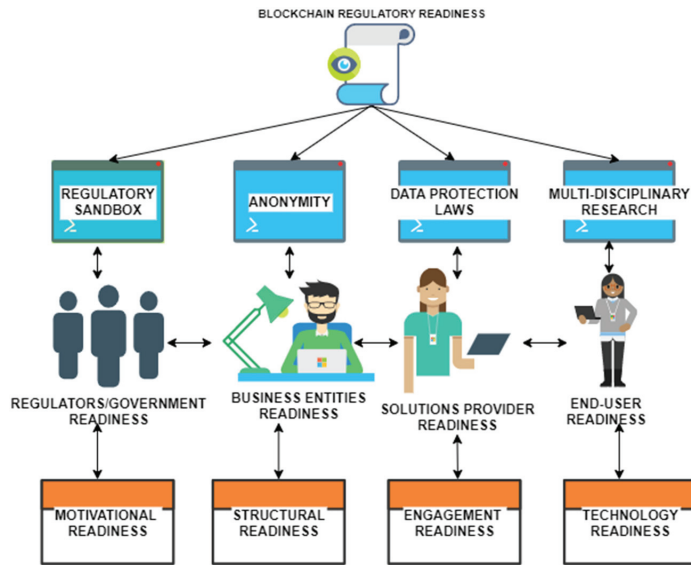 BLOCKCHAIN REGULATORY READINESS
REGULATORY
SANDBOX
ANONYMITY
DATA PROTECTION
LAWS
MULTI-DISCIPLINARY
RESEARCH
REGULATORS/GOVERNMENT
READINESS
BUSINESS ENTITIES
READINESS
SOLUTIONS PROVIDER
READINESS
END-USER
READINESS
MOTIVATIONAL
READINESS
STRUCTURAL
READINESS
ENGAGEMENT
READINESS
TECHNOLOGY
READINESS